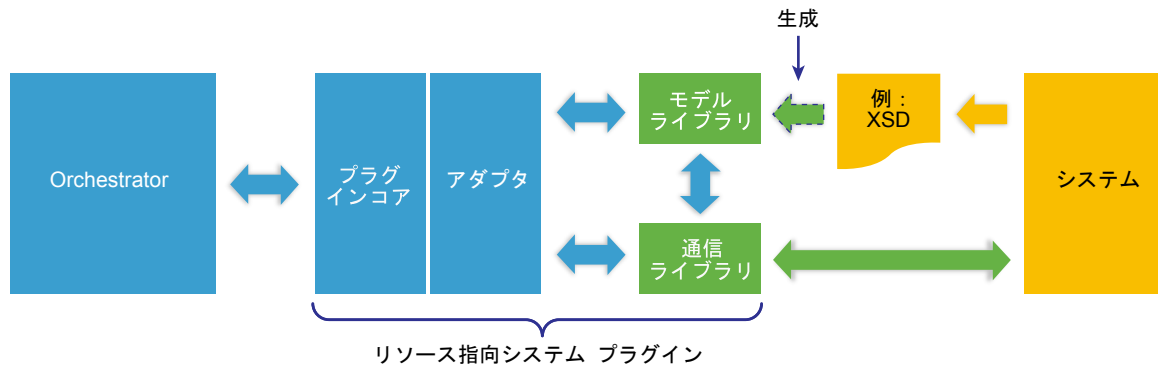 生成
Orchestrator
プラグ
インコア
アダプタ
モデル
ライブラリ
例：
XSD
システム
通信
ライブラリ
リソース指向システム プラグイン